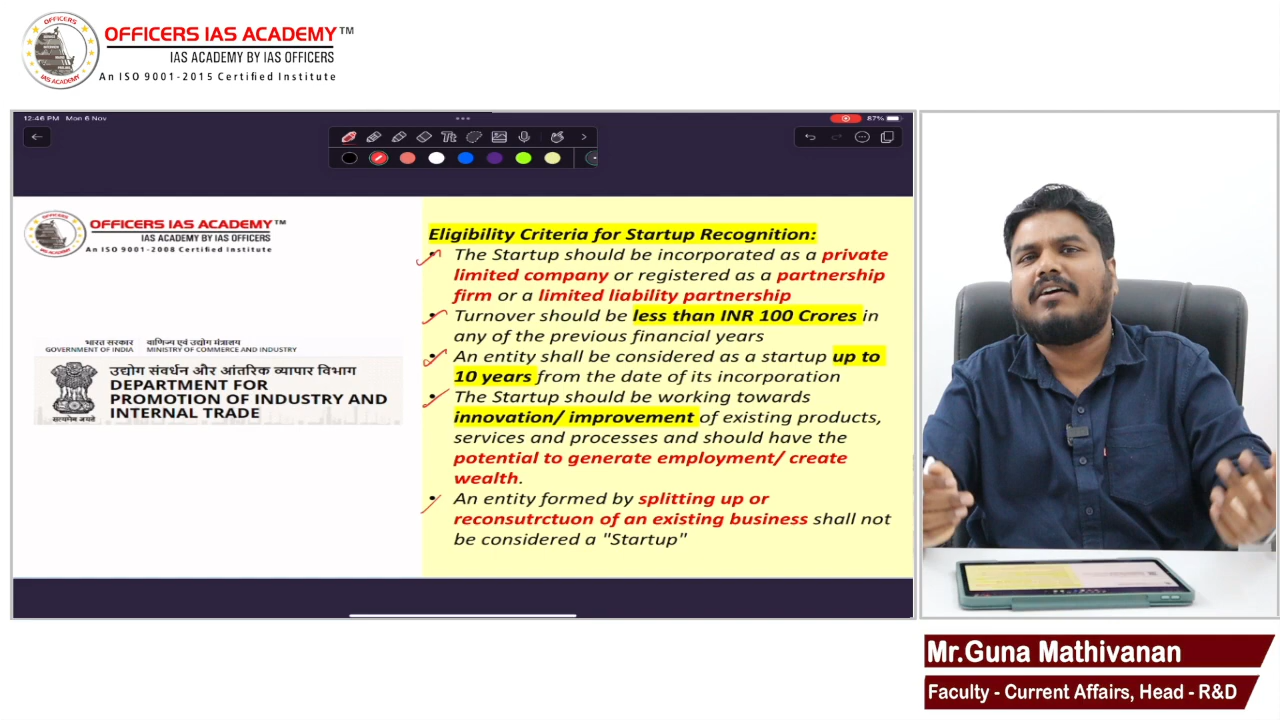 OFFICERS IAS ACADEMY™
IAS ACADEMY BY IAS OFFICERS
An ISO 9001-2015 Certified Institute
OFFICERS
IAS ACADEMY
12:46 PM Mon 6 Nov
87%
Tt
OFFICERS IAS ACADEMY™
IAS ACADEMY BY IAS OFFICERS
An ISO 9001-2008 Certified Institute
भारत सरकार वाणिज्य एवं उद्योग मंत्रालय
GOVERNMENT OF INDIA MINISTRY OF COMMERCE AND INDUSTRY
उद्योग संवर्धन और आंतरिक व्यापार विभाग
DEPARTMENT FOR
PROMOTION OF INDUSTRY AND
INTERNAL TRADE
सत्यमेव जयते
Eligibility Criteria for Startup Recognition:
• The Startup should be incorporated as a private
limited company or registered as a partnership
firm or a limited liability partnership
• Turnover should be less than INR 100 Crores in
any of the previous financial years
• An entity shall be considered as a startup up to
10 years from the date of its incorporation
• The Startup should be working towards
innovation/ improvement of existing products,
services and processes and should have the
potential to generate employment/ create
wealth.
• An entity formed by splitting up or
reconsutrctuon of an existing business shall not
be considered a "Startup"
Mr.Guna Mathivanan
Faculty - Current Affairs, Head - R&D